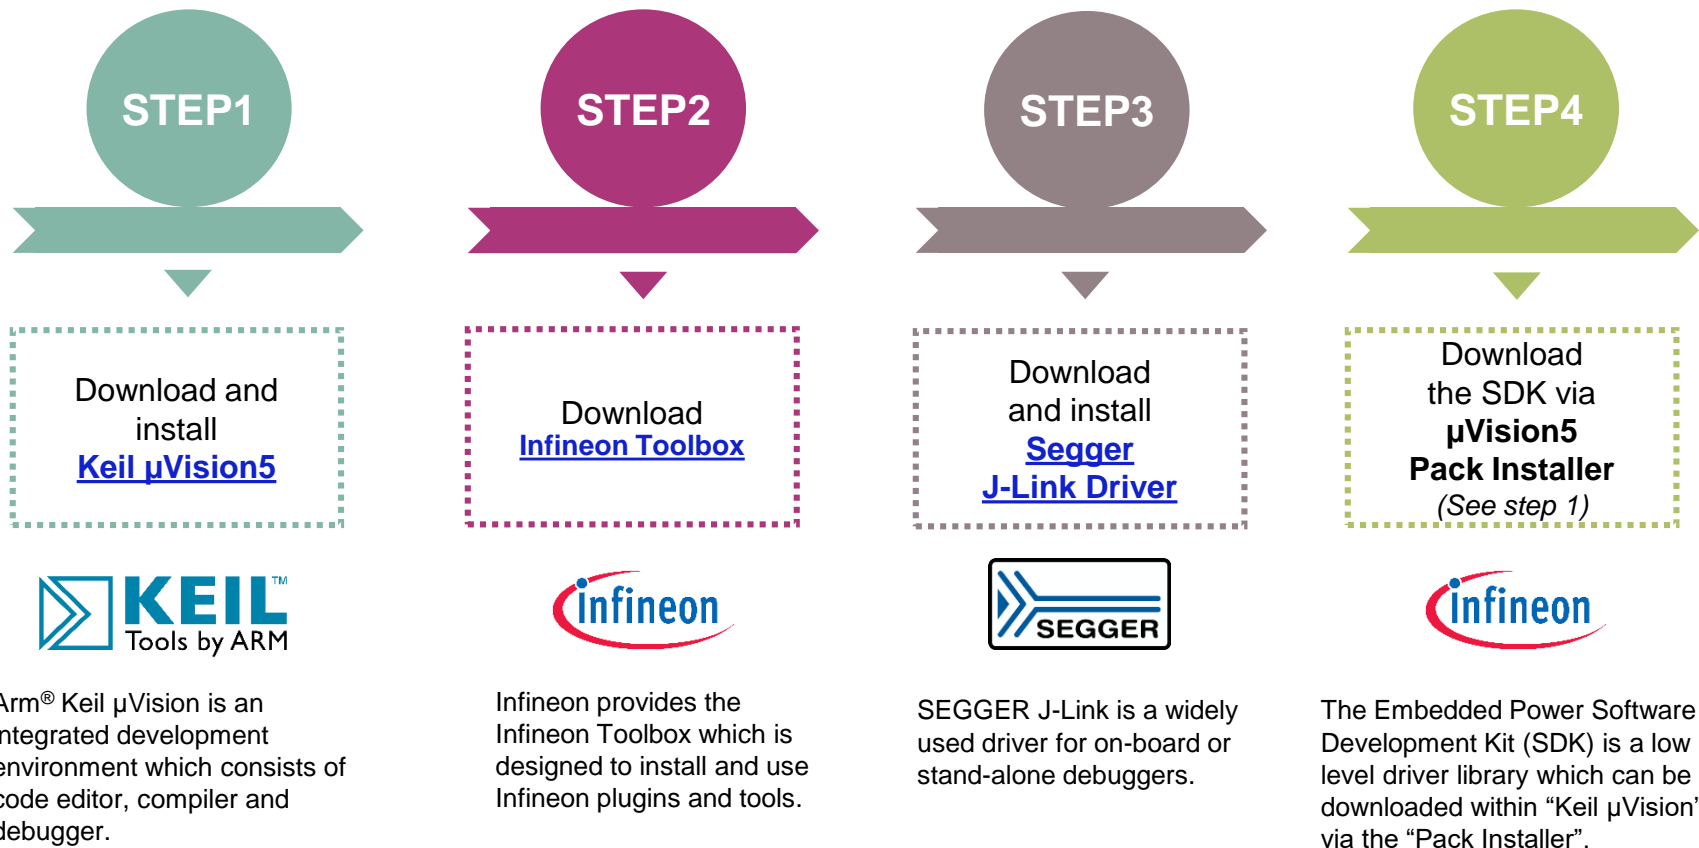 STEP1
Download and
install
Keil µVision5
KEIL™
Tools by ARM
Arm® Keil µVision is an
integrated development
environment which consists of
code editor, compiler and
debugger.
STEP2
Download
Infineon Toolbox
infineon
Infineon provides the
Infineon Toolbox which is
designed to install and use
Infineon plugins and tools.
STEP3
Download
and install
Segger
J-Link Driver
SEGGER
SEGGER J-Link is a widely
used driver for on-board or
stand-alone debuggers.
STEP4
Download
the SDK via
µVision5
Pack Installer
(See step 1)
infineon
The Embedded Power Software
Development Kit (SDK) is a low
level driver library which can be
downloaded within “Keil µVision”
via the “Pack Installer”.